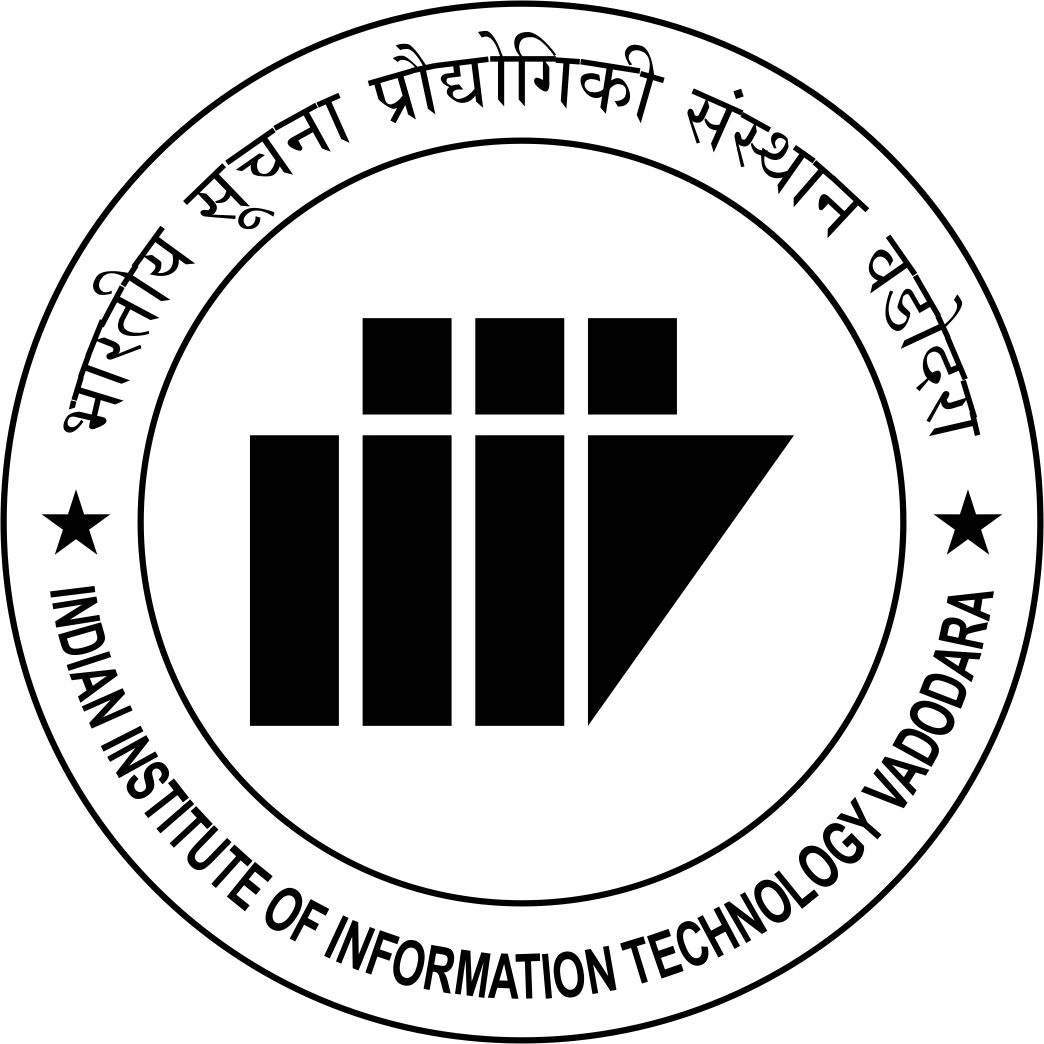 भारतीय सूचना प्रौद्योगिकी संस्थान वडोदरा
INDIAN INSTITUTE OF INFORMATION TECHNOLOGY VADODARA